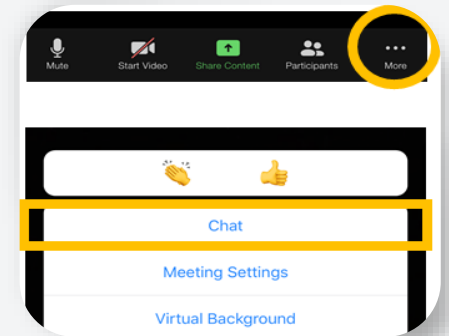 Mute Start Video Share Content Participants More
Chat
Meeting Settings
Virtual Background